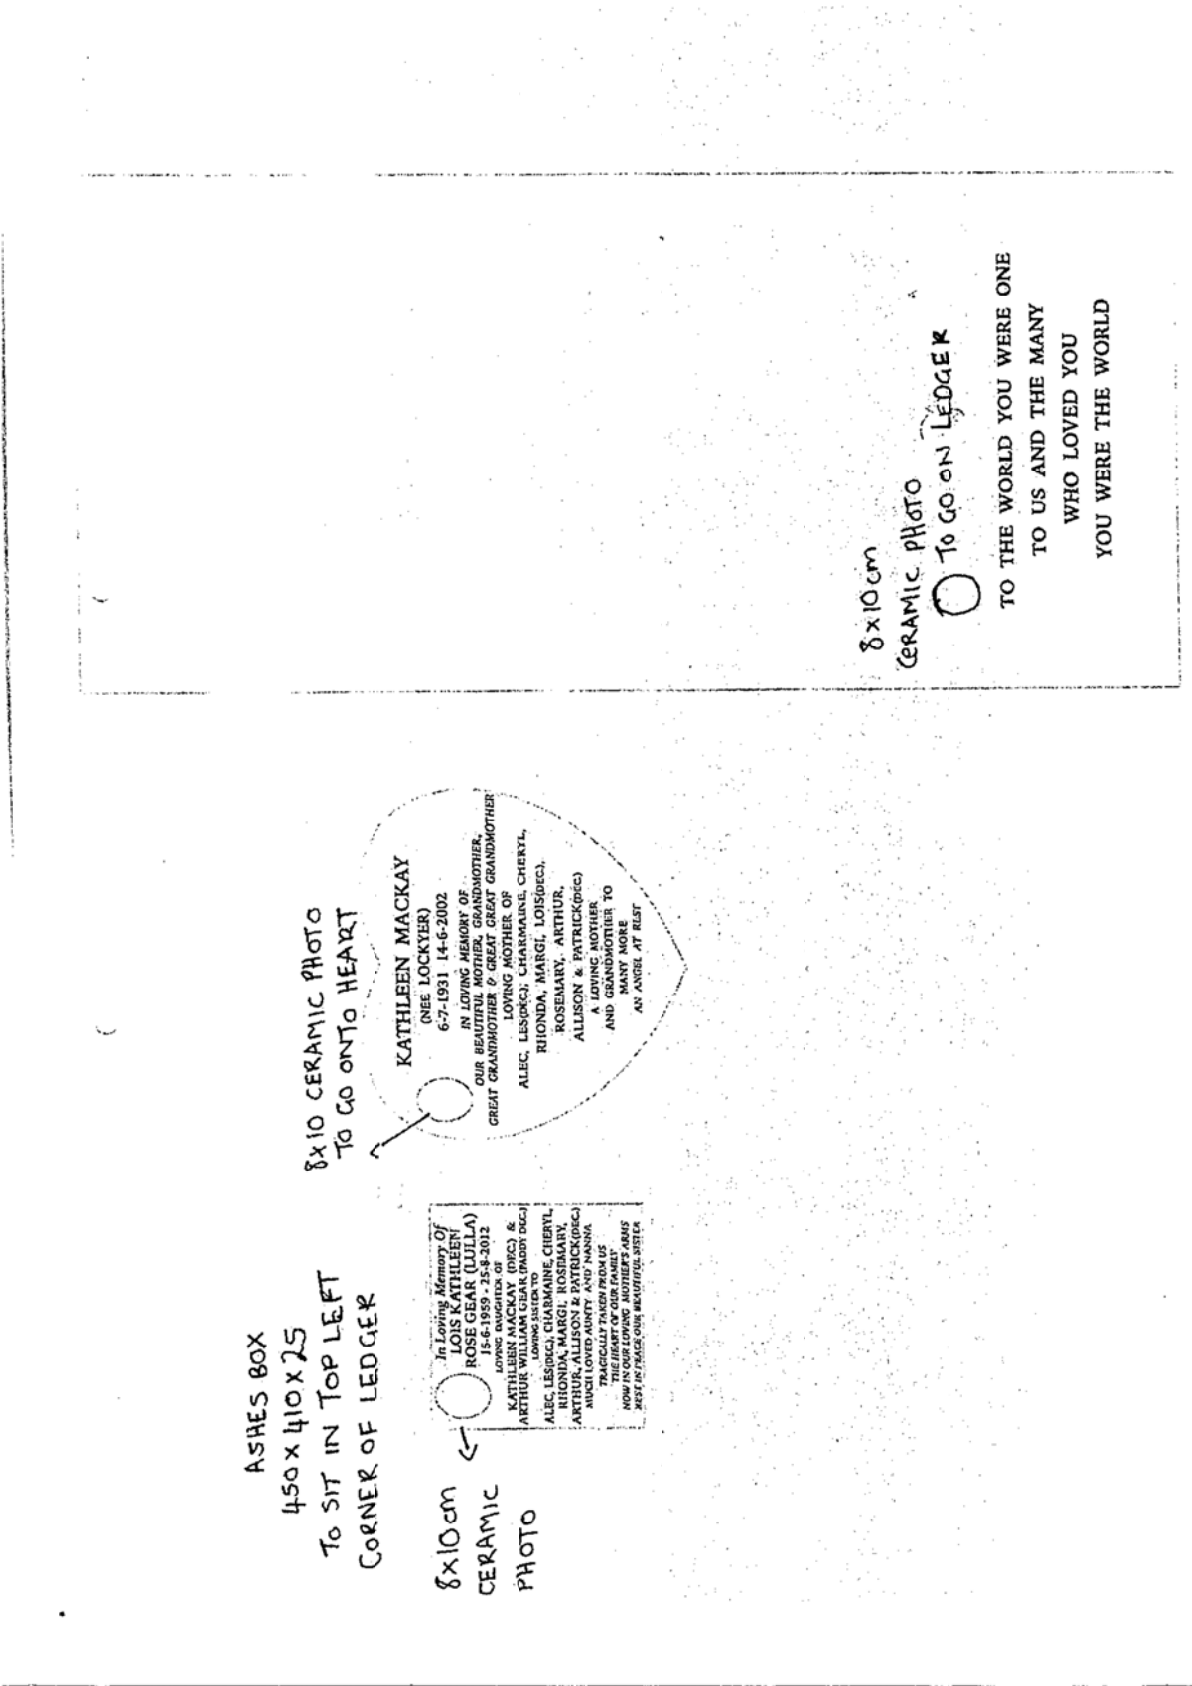 ASHES BOX
450 x 410 x 25
TO SIT IN TOP LEFT
CORNER OF LEDGER
8x10cm
CERAMIC
PHOTO
In Loving Memory Of
LOIS KATHLEEN
ROSE GEAR (LULLA)
15-6-1959 - 25-8-2012
LOVING DAUGHTER OF
KATHLEEN MACKAY (DEC.) &
ARTHUR WILLIAM GEAR (PADDY DEC.)
LOVING SISTER TO
ALEC, LES(DEC.), CHARMAINE, CHERYL,
RHONDA, MARGI, ROSEMARY,
ARTHUR, ALLISON & PATRICK(DEC.)
MUCH LOVED AUNTY AND NANNA
TRAGICALLY TAKEN FROM US
THE HEART OF OUR FAMILY
NOW IN OUR LOVING MOTHER'S ARMS
REST IN PEACE OUR BEAUTIFUL SISTER
8x10 CERAMIC PHOTO
TO GO ONTO HEART
KATHLEEN MACKAY
(NEE LOCKYER)
6-7-1931 14-6-2002
IN LOVING MEMORY OF
OUR BEAUTIFUL MOTHER, GRANDMOTHER,
GREAT GRANDMOTHER & GREAT GREAT GRANDMOTHER
LOVING MOTHER OF
ALEC, LES(DEC.), CHARMAINE, CHERYL,
RHONDA, MARGI, LOIS(DEC.),
ROSEMARY, ARTHUR,
ALLISON & PATRICK(DEC.)
A LOVING MOTHER
AND GRANDMOTHER TO
MANY MORE
AN ANGEL AT REST
8x10cm
CERAMIC PHOTO
TO GO ON LEDGER
TO THE WORLD YOU WERE ONE
TO US AND THE MANY
WHO LOVED YOU
YOU WERE THE WORLD